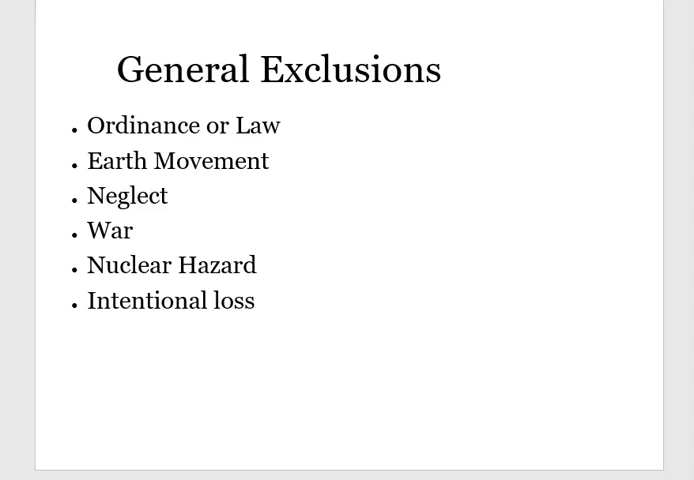 General Exclusions
• Ordinance or Law
• Earth Movement
• Neglect
• War
• Nuclear Hazard
• Intentional loss